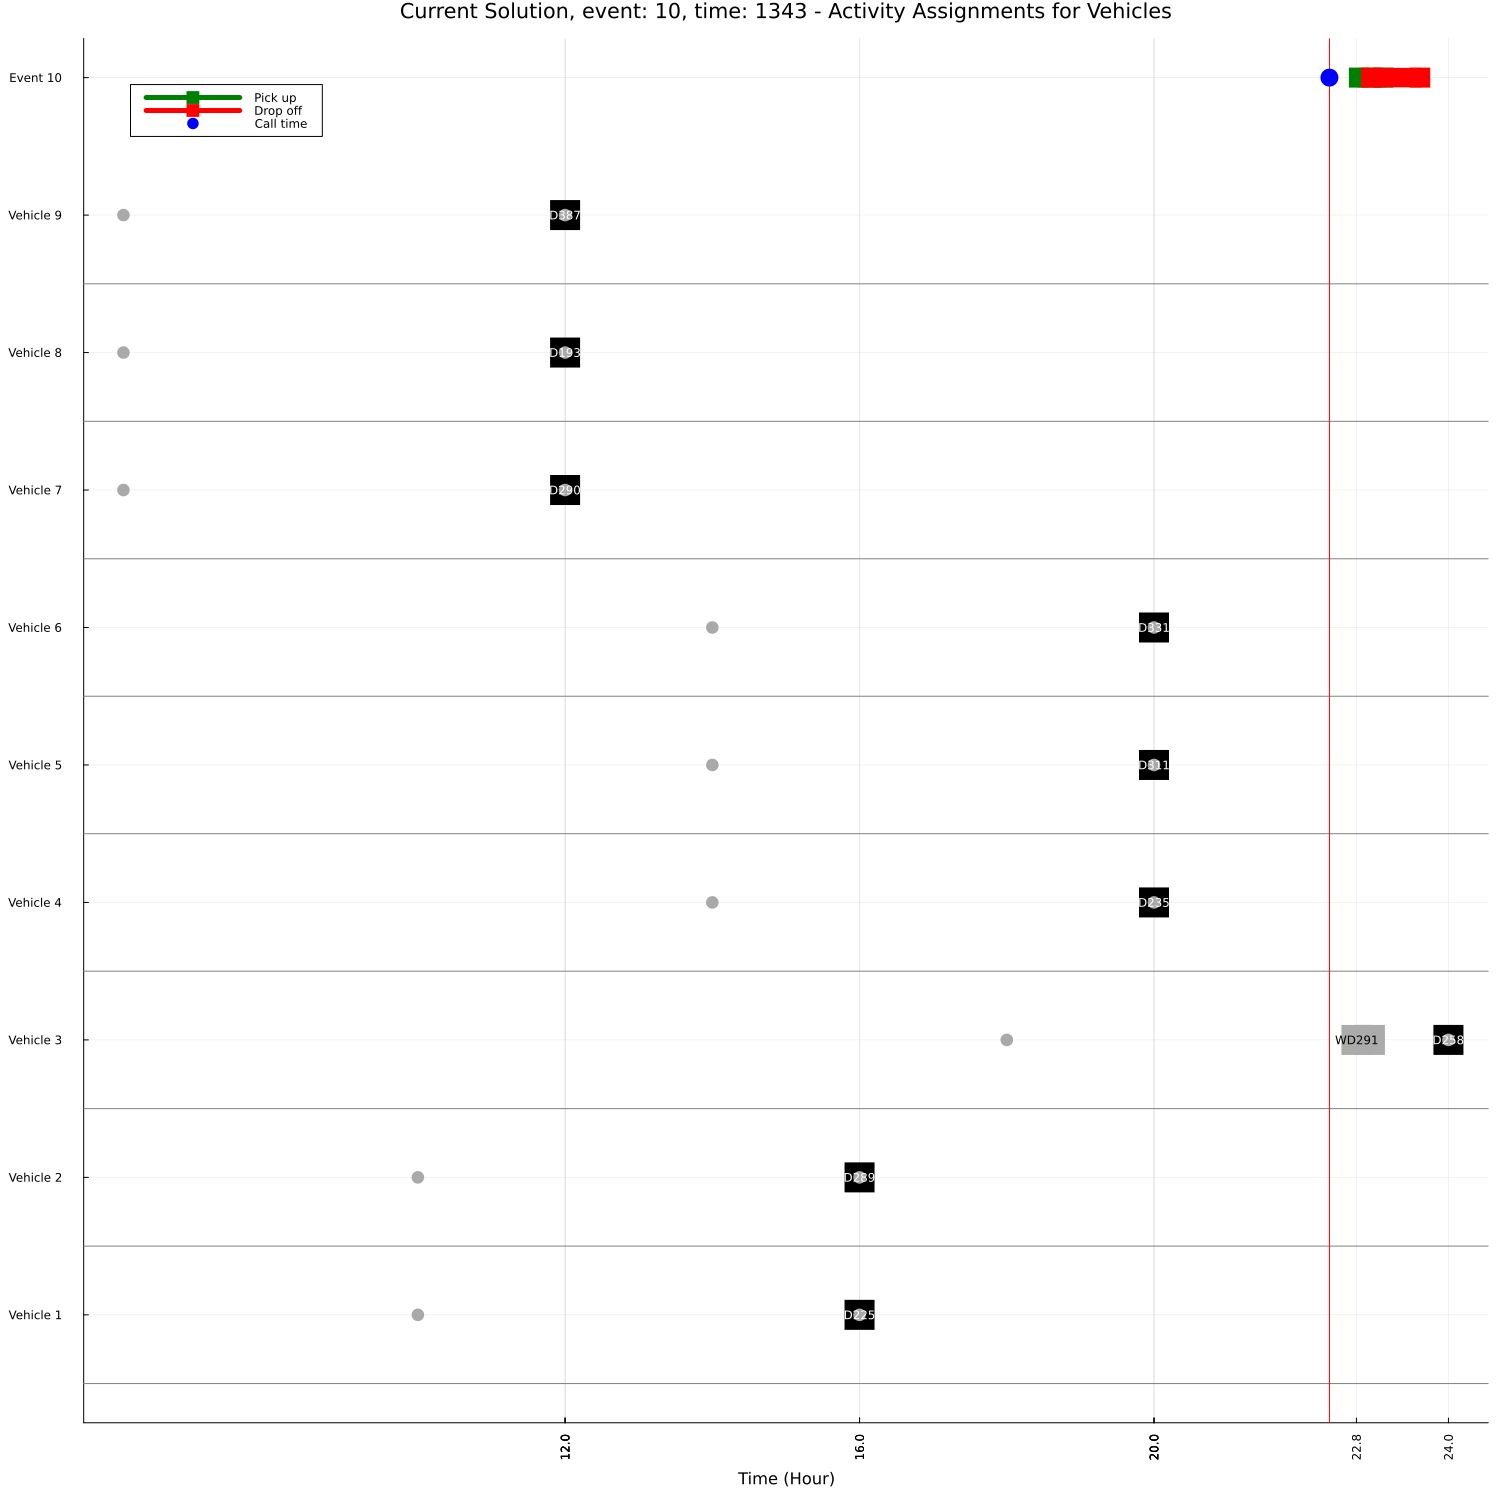 Current Solution, event: 10, time: 1343 - Activity Assignments for Vehicles
Event 10
Pick up
Drop off
Call time
Vehicle 9
D387
Vehicle 8
D193
Vehicle 7
D290
Vehicle 6
D331
Vehicle 5
D311
Vehicle 4
D235
Vehicle 3
WD291
D258
Vehicle 2
D289
Vehicle 1
D225
12.0
16.0
20.0
22.8
24.0
Time (Hour)